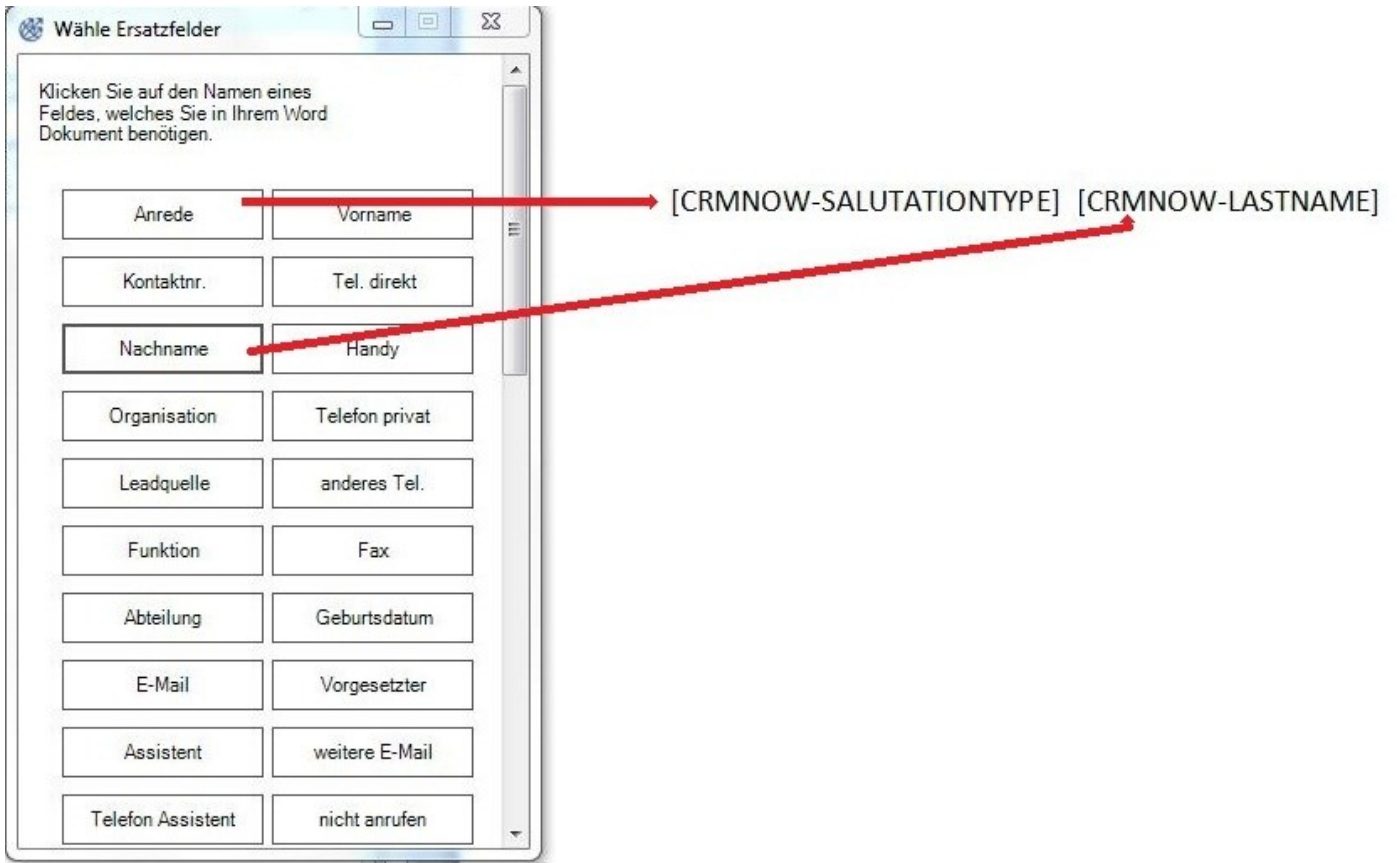 Wähle Ersatzfelder
Klicken Sie auf den Namen eines
Feldes, welches Sie in Ihrem Word
Dokument benötigen.
Anrede Vorname
[CRMNOW-SALUTATIONTYPE] [CRMNOW-LASTNAME]
Kontaktnr. Tel. direkt
Nachname Handy
Organisation Telefon privat
Leadquelle anderes Tel.
Funktion Fax
Abteilung Geburtsdatum
E-Mail Vorgesetzter
Assistent weitere E-Mail
Telefon Assistent nicht anrufen